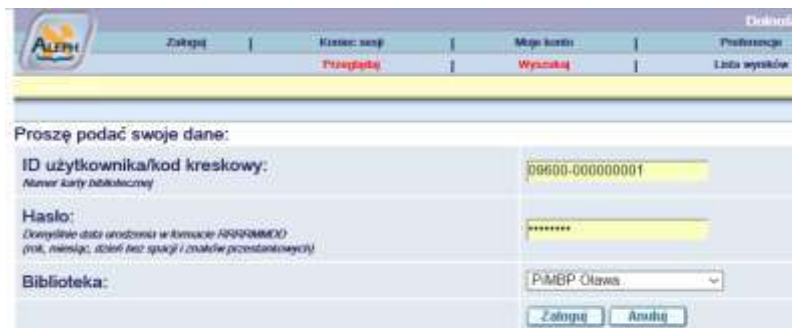 Dolnoś
ALEPH
Zaloguj | Koniec sesji | Moje konto | Preferencje
Przeglądaj | Wyszukaj | Lista wyników
Proszę podać swoje dane:
ID użytkownika/kod kreskowy:
Numer karty bibliotecznej
09600-000000001
Hasło:
Domyślnie data urodzenia w formacie RRRRMMDD
(rok, miesiąc, dzień bez spacji i znaków przestankowych)
********
Biblioteka:
PiMBP Oława
Zaloguj Anuluj